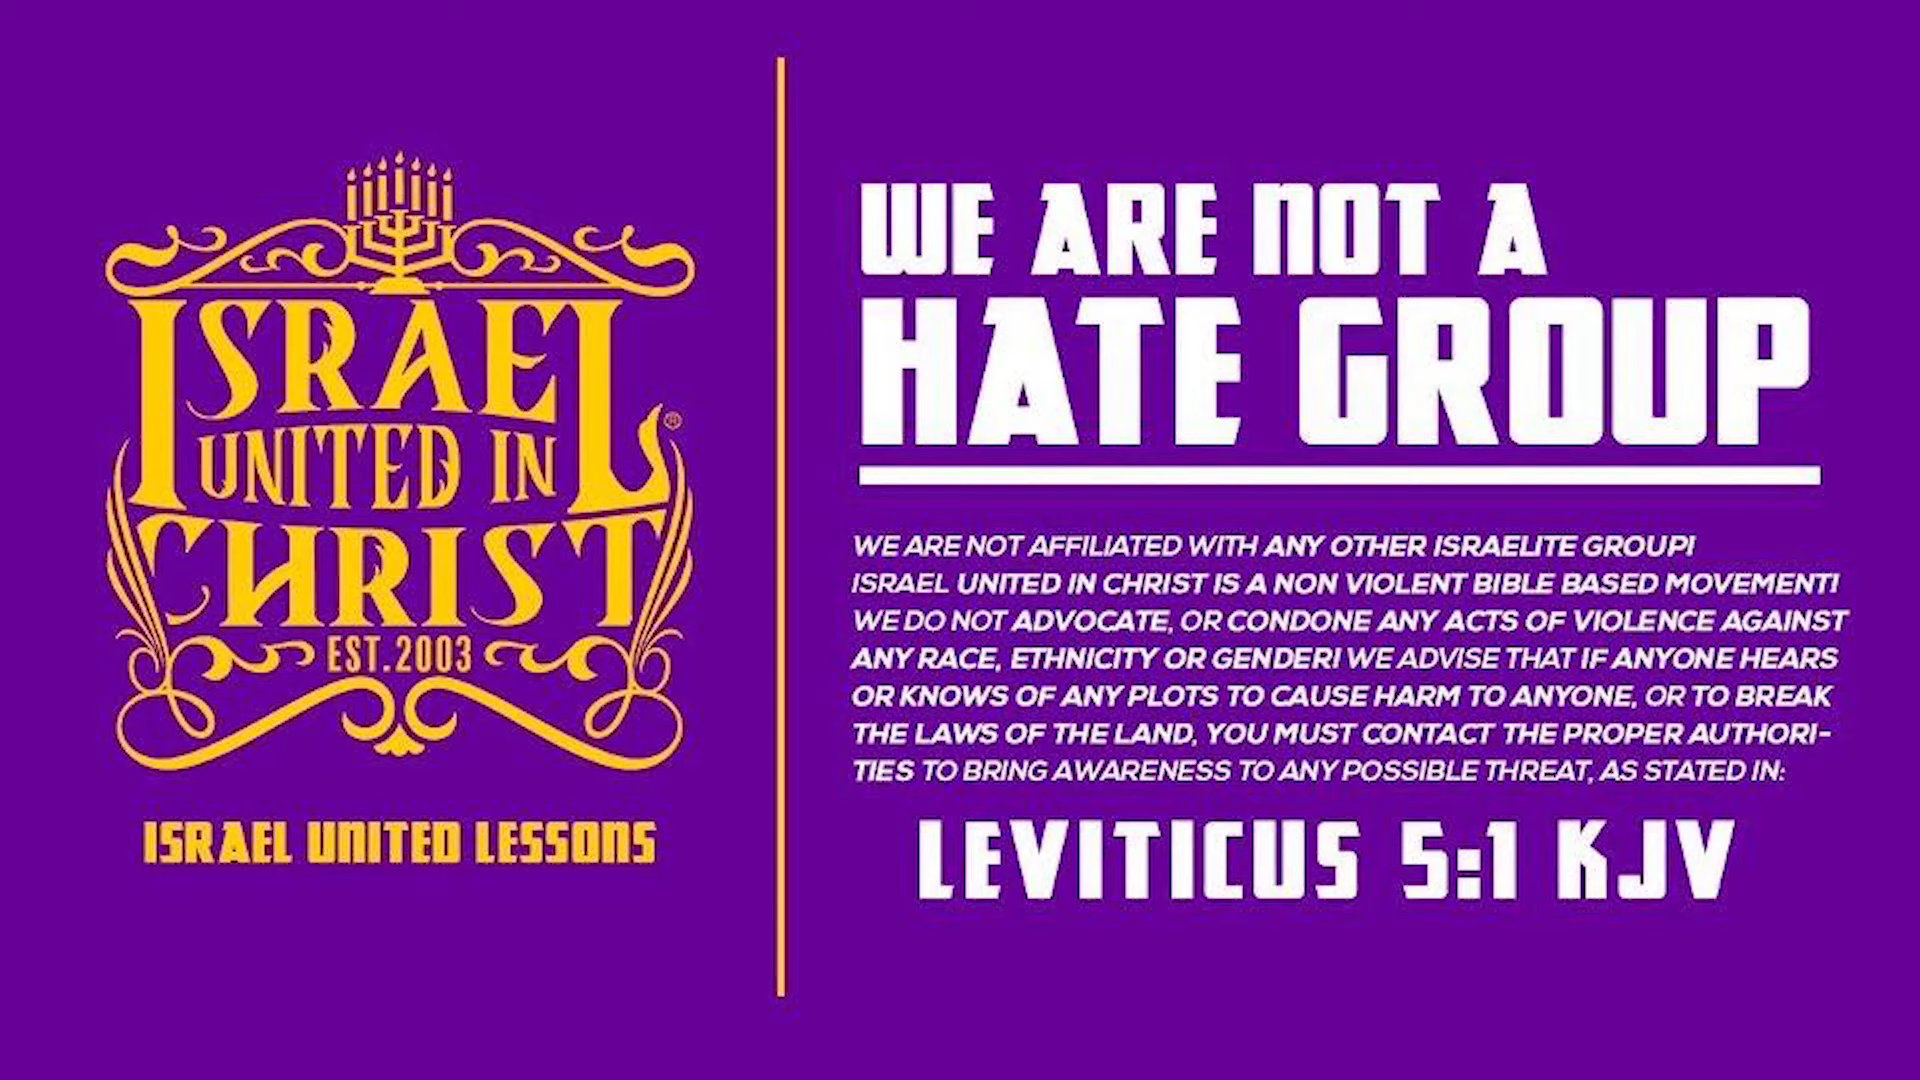 ISRAEL
UNITED IN
CHRIST®
EST.2003
ISRAEL UNITED LESSONS
WE ARE NOT A
HATE GROUP
WE ARE NOT AFFILIATED WITH ANY OTHER ISRAELITE GROUP!
ISRAEL UNITED IN CHRIST IS A NON VIOLENT BIBLE BASED MOVEMENT!
WE DO NOT ADVOCATE, OR CONDONE ANY ACTS OF VIOLENCE AGAINST
ANY RACE, ETHNICITY OR GENDER! WE ADVISE THAT IF ANYONE HEARS
OR KNOWS OF ANY PLOTS TO CAUSE HARM TO ANYONE, OR TO BREAK
THE LAWS OF THE LAND, YOU MUST CONTACT THE PROPER AUTHORI-
TIES TO BRING AWARENESS TO ANY POSSIBLE THREAT, AS STATED IN:
LEVITICUS 5:1 KJV